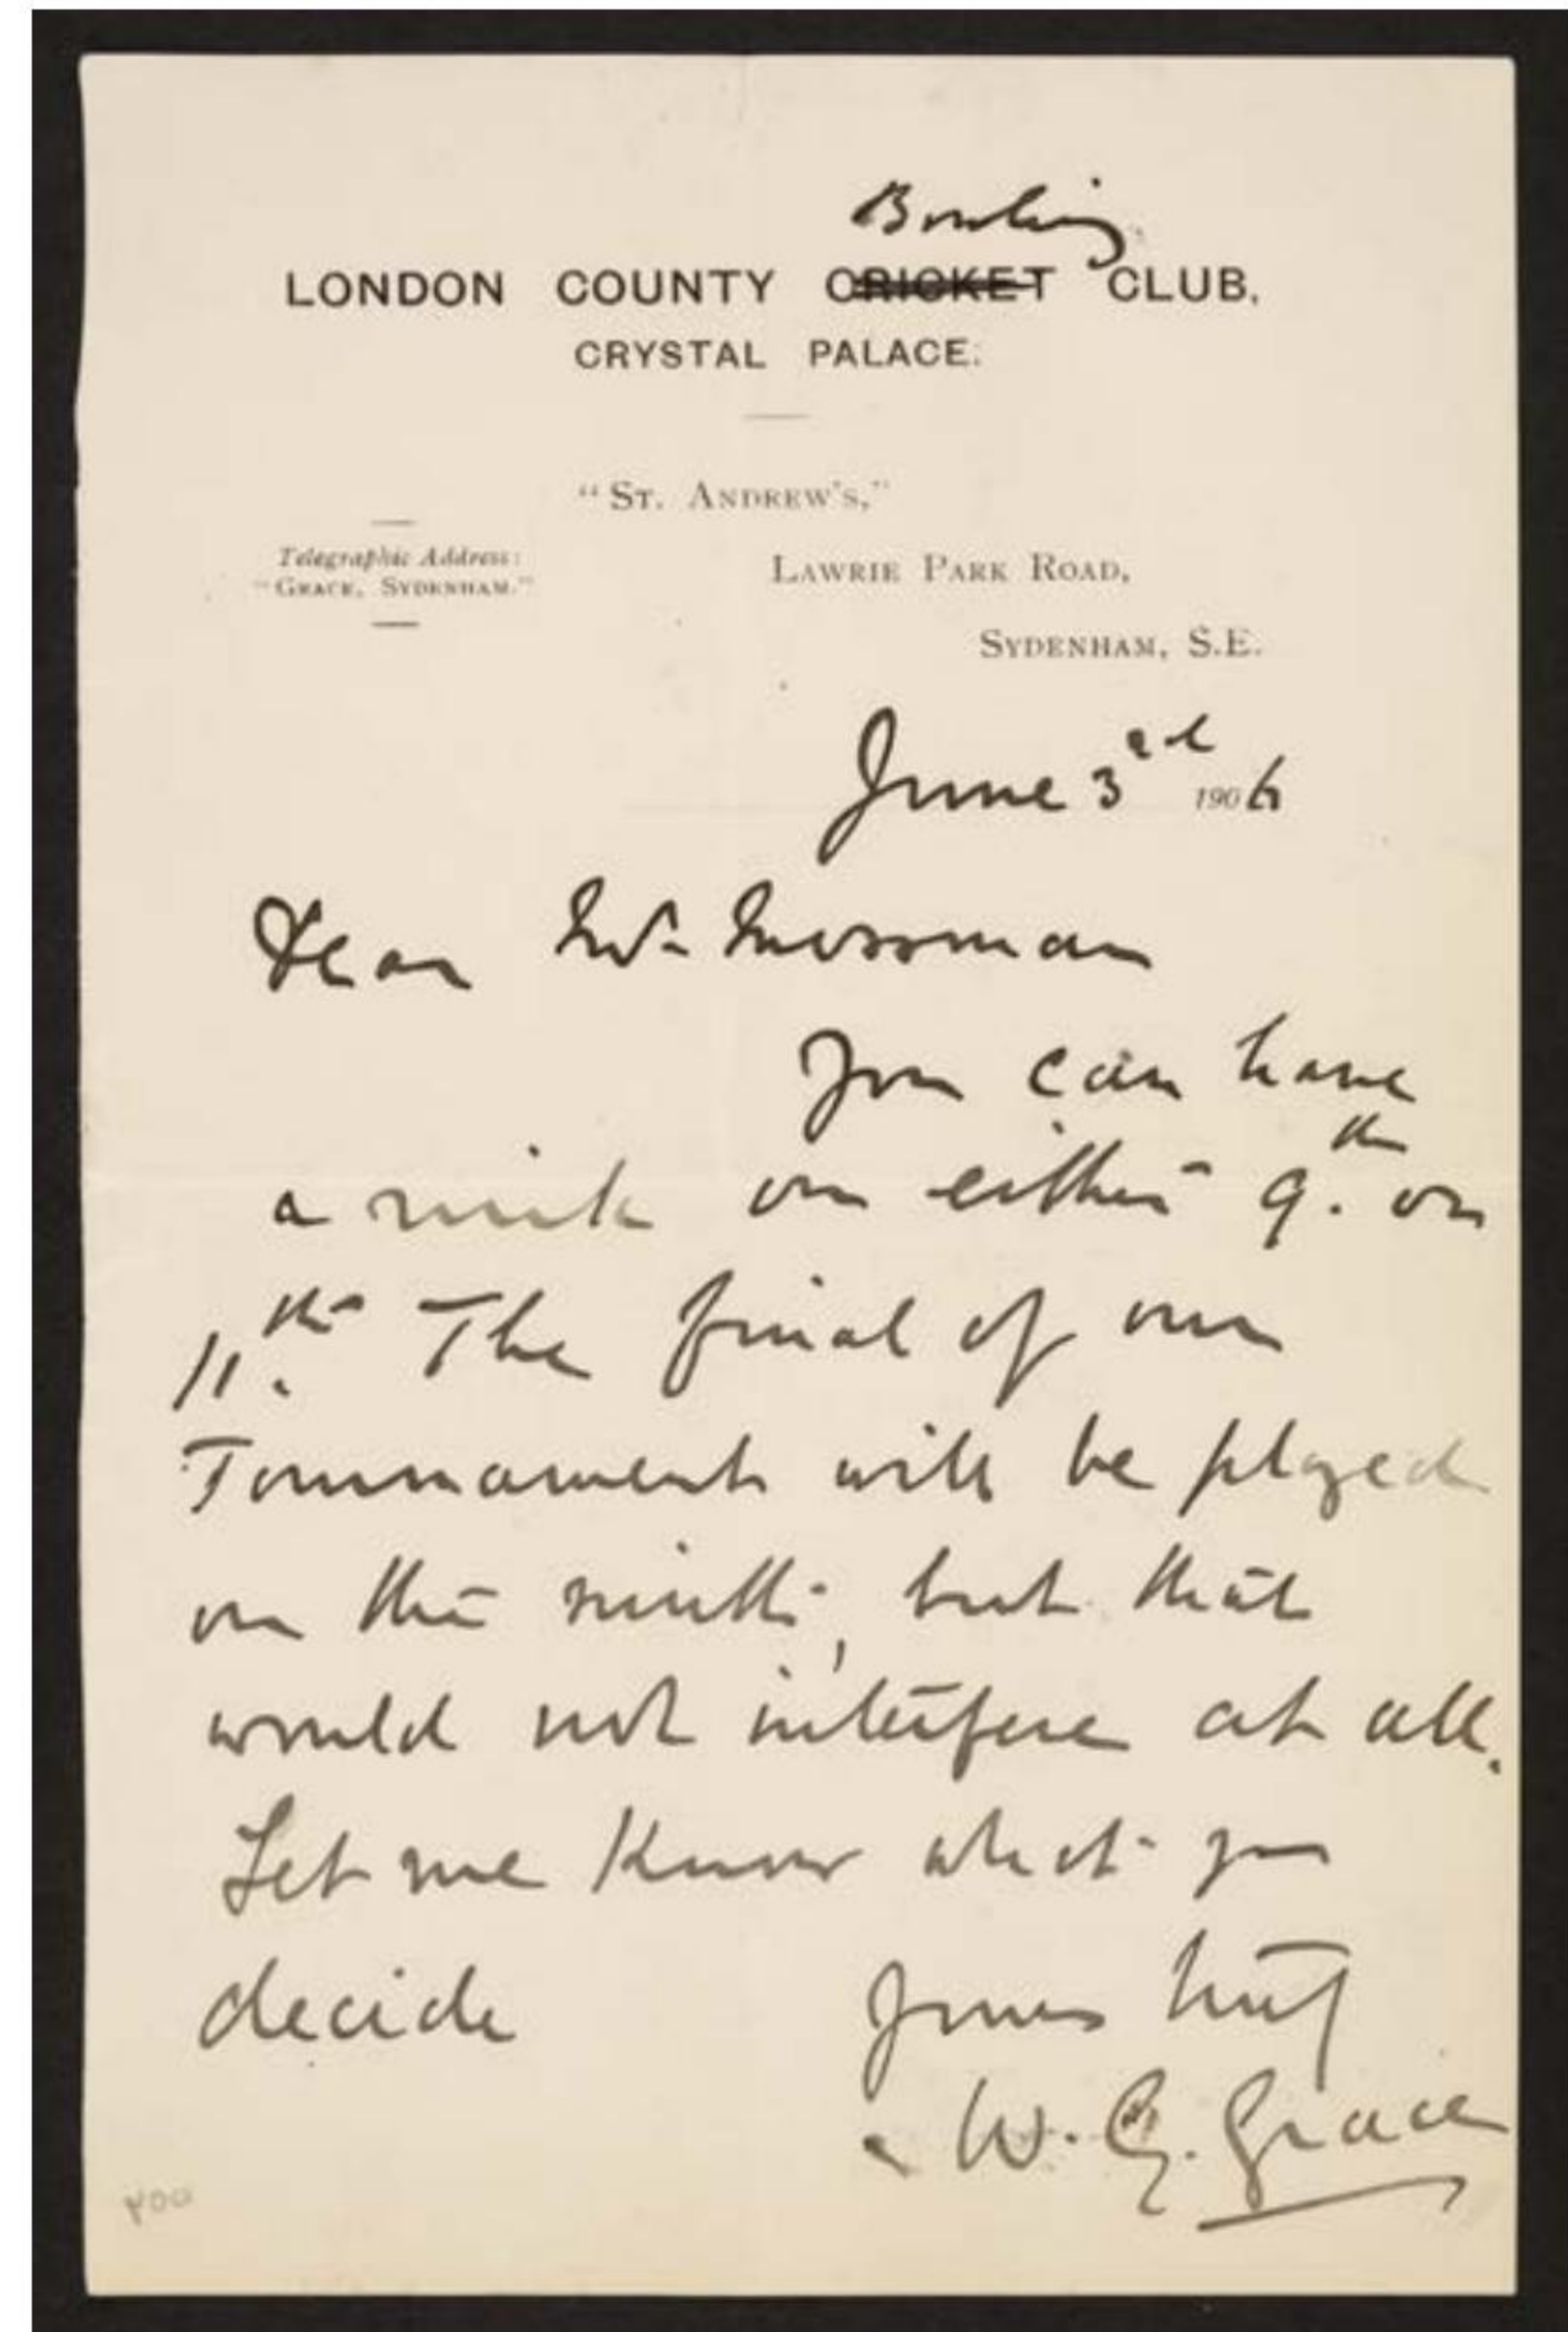 Bowling
LONDON COUNTY CRICKET CLUB,
CRYSTAL PALACE.
"ST. ANDREW'S,"
Telegraphic Address:
"GRACE, SYDENHAM."
LAWRIE PARK ROAD,
SYDENHAM, S.E.
June 3rd 1906
Dear Mr. Mossman
You can have
a rink on either 9th or
11th. The final of our
Tournament will be played
on the ninth, but that
would not interfere at all.
Let me know what you
decide
Yours truly
W. G. Grace